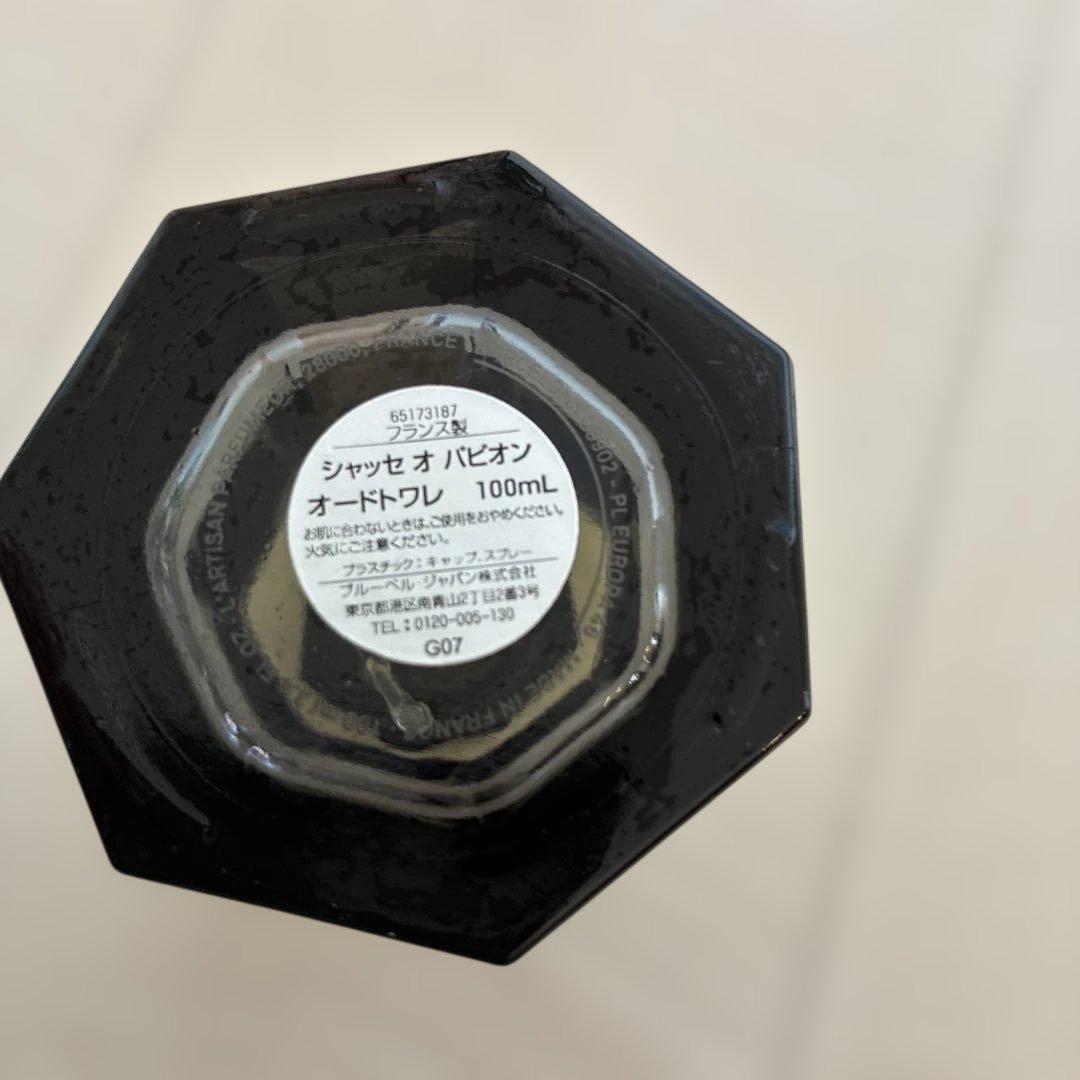 65173187
フランス製
シャッセ オ パピオン
オードトワレ 100mL
お肌に合わないときは、ご使用をおやめください。
火気にご注意ください。
プラスチック：キャップ、スプレー
ブルーベル・ジャパン株式会社
東京都港区南青山2丁目2番3号
TEL：0120-005-130
G07
L'ARTISAN PARFUMEUR, 28000, FRANCE
PL EUROPA 46 - MADE IN FRANCE